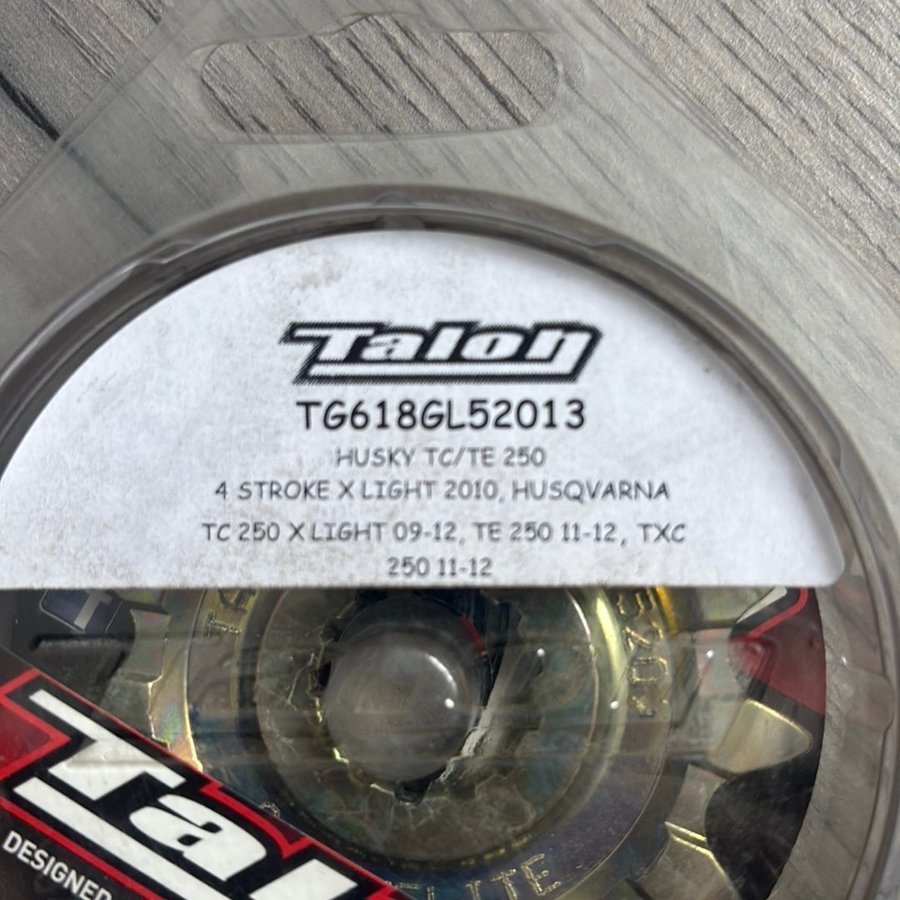 Talon
TG618GL52013
HUSKY TC/TE 250
4 STROKE X LIGHT 2010, HUSQVARNA
TC 250 X LIGHT 09-12, TE 250 11-12, TXC
250 11-12
Tal
DESIGNED